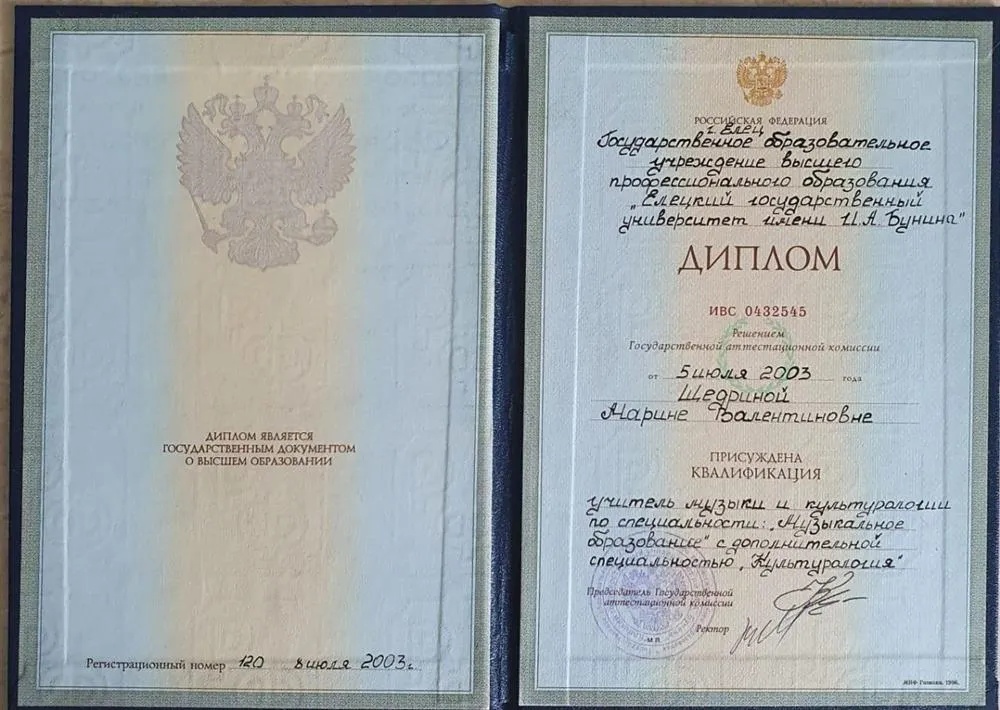 ДИПЛОМ ЯВЛЯЕТСЯ
ГОСУДАРСТВЕННЫМ ДОКУМЕНТОМ
О ВЫСШЕМ ОБРАЗОВАНИИ
Регистрационный номер 120 8 июля 2003г.
РОССИЙСКАЯ ФЕДЕРАЦИЯ
г. Елец
Государственное образовательное
учреждение высшего
профессионального образования
„Елецкий государственный
университет имени И.А. Бунина"
ДИПЛОМ
ИВС 0432545
Решением
Государственной аттестационной комиссии
от 5 июля 2003 года
Щедриной
Марине Валентиновне
ПРИСУЖДЕНА
КВАЛИФИКАЦИЯ
учитель музыки и культурологии
по специальности: „Музыкальное
образование" с дополнительной
специальностью „Культурология"
Председатель Государственной
аттестационной комиссии
Ректор
М.П.
1996.